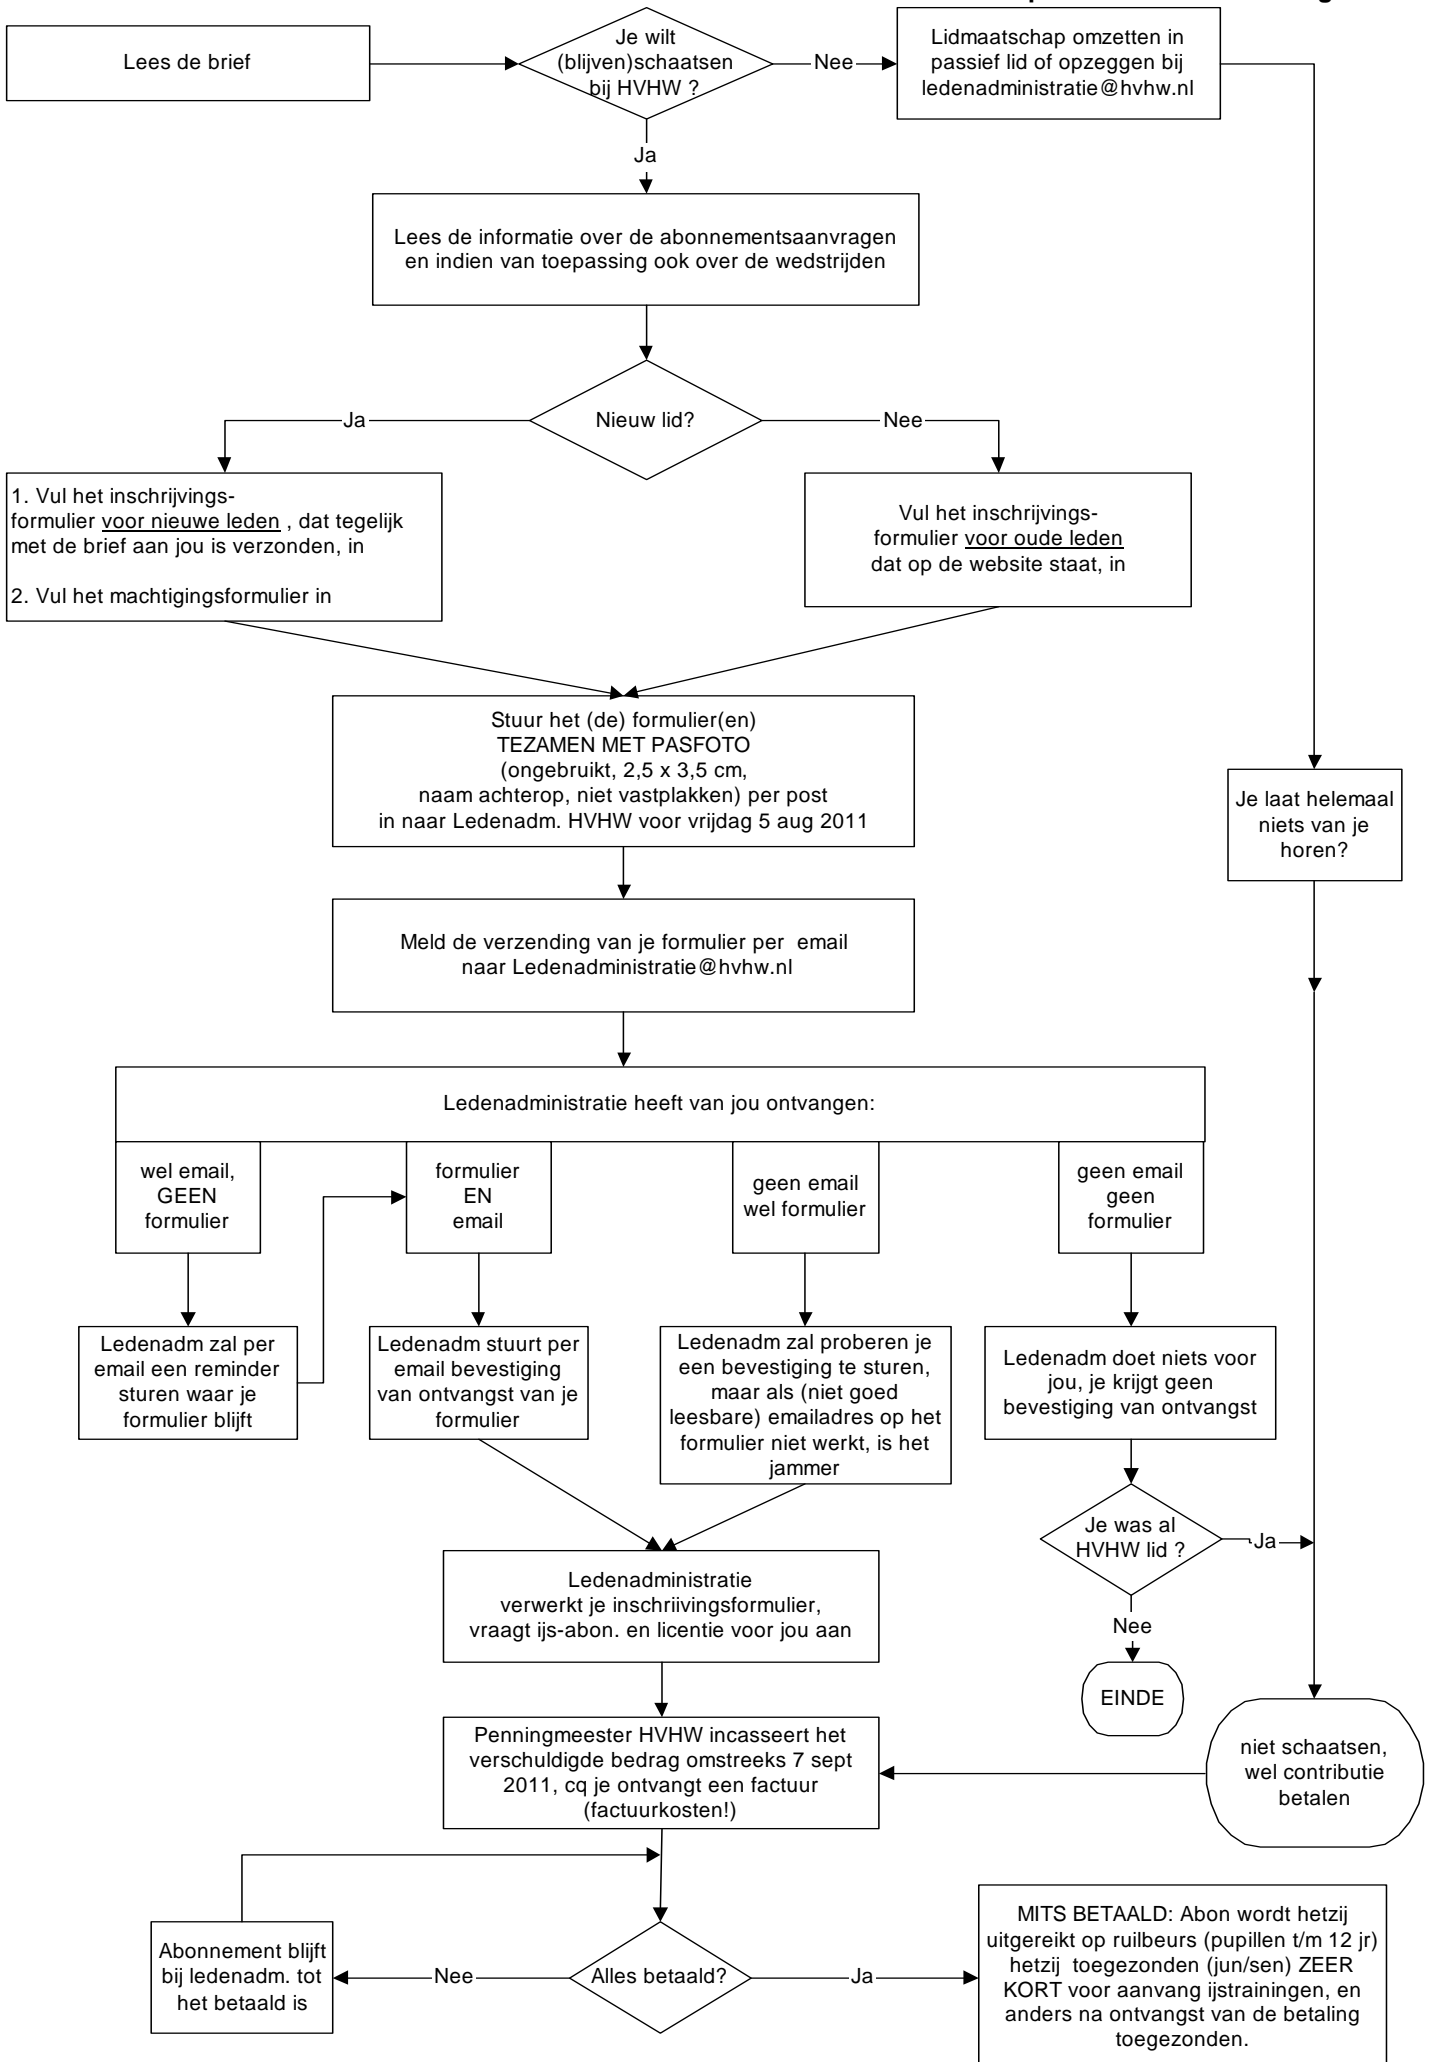 Lees de brief
Je wilt
(blijven)schaatsen
bij HVHW ?
Nee
Lidmaatschap omzetten in
passief lid of opzeggen bij
ledenadministratie@hvhw.nl
Ja
Lees de informatie over de abonnementsaanvragen
en indien van toepassing ook over de wedstrijden
Nieuw lid?
Ja
Nee
1. Vul het inschrijvings-
formulier voor nieuwe leden , dat tegelijk
met de brief aan jou is verzonden, in
2. Vul het machtigingsformulier in
Vul het inschrijvings-
formulier voor oude leden
dat op de website staat, in
Stuur het (de) formulier(en)
TEZAMEN MET PASFOTO
(ongebruikt, 2,5 x 3,5 cm,
naam achterop, niet vastplakken) per post
in naar Ledenadm. HVHW voor vrijdag 5 aug 2011
Je laat helemaal
niets van je
horen?
Meld de verzending van je formulier per email
naar Ledenadministratie@hvhw.nl
Ledenadministratie heeft van jou ontvangen:
wel email,
GEEN
formulier
formulier
EN
email
geen email
wel formulier
geen email
geen
formulier
Ledenadm zal per
email een reminder
sturen waar je
formulier blijft
Ledenadm stuurt per
email bevestiging
van ontvangst van je
formulier
Ledenadm zal proberen je
een bevestiging te sturen,
maar als (niet goed
leesbare) emailadres op het
formulier niet werkt, is het
jammer
Ledenadm doet niets voor
jou, je krijgt geen
bevestiging van ontvangst
Je was al
HVHW lid ?
Ja
Nee
EINDE
Ledenadministratie
verwerkt je inschriivingsformulier,
vraagt ijs-abon. en licentie voor jou aan
Penningmeester HVHW incasseert het
verschuldigde bedrag omstreeks 7 sept
2011, cq je ontvangt een factuur
(factuurkosten!)
niet schaatsen,
wel contributie
betalen
Abonnement blijft
bij ledenadm. tot
het betaald is
Nee
Alles betaald?
Ja
MITS BETAALD: Abon wordt hetzij
uitgereikt op ruilbeurs (pupillen t/m 12 jr)
hetzij toegezonden (jun/sen) ZEER
KORT voor aanvang ijstrainingen, en
anders na ontvangst van de betaling
toegezonden.